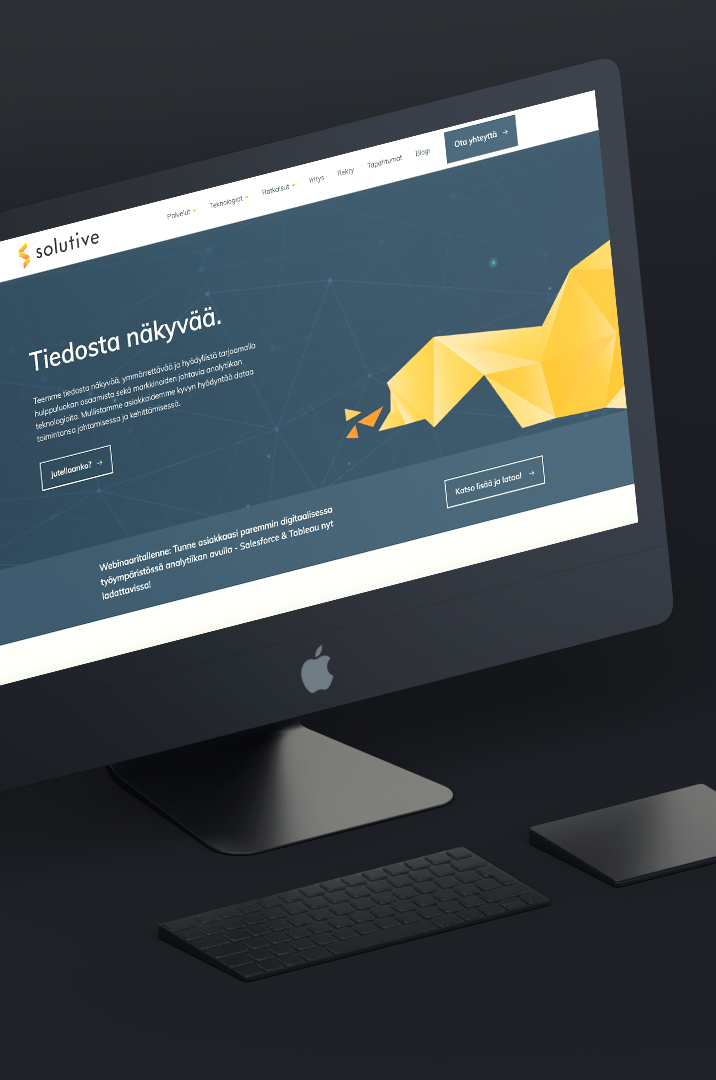 solutive
Palvelut
Teknologiat
Ratkaisut
Yritys
Rekry
Tapahtumat
Blogi
Ota yhteyttä →
Tiedosta näkyvää.
Teemme tiedosta näkyvää, ymmärrettävää ja hyödyllistä tarjoamalla
huippuluokan osaamista sekä markkinoiden johtavia analytiikan
teknologioita. Mullistamme asiakkaidemme kyvyn hyödyntää dataa
toimintansa johtamisessa ja kehittämisessä.
Jutellaanko? →
Webinaaritallenne: Tunne asiakkaasi paremmin digitaalisessa
työympäristössä analytiikan avulla - Salesforce & Tableau nyt
ladattavissa!
Katso lisää ja lataa! →